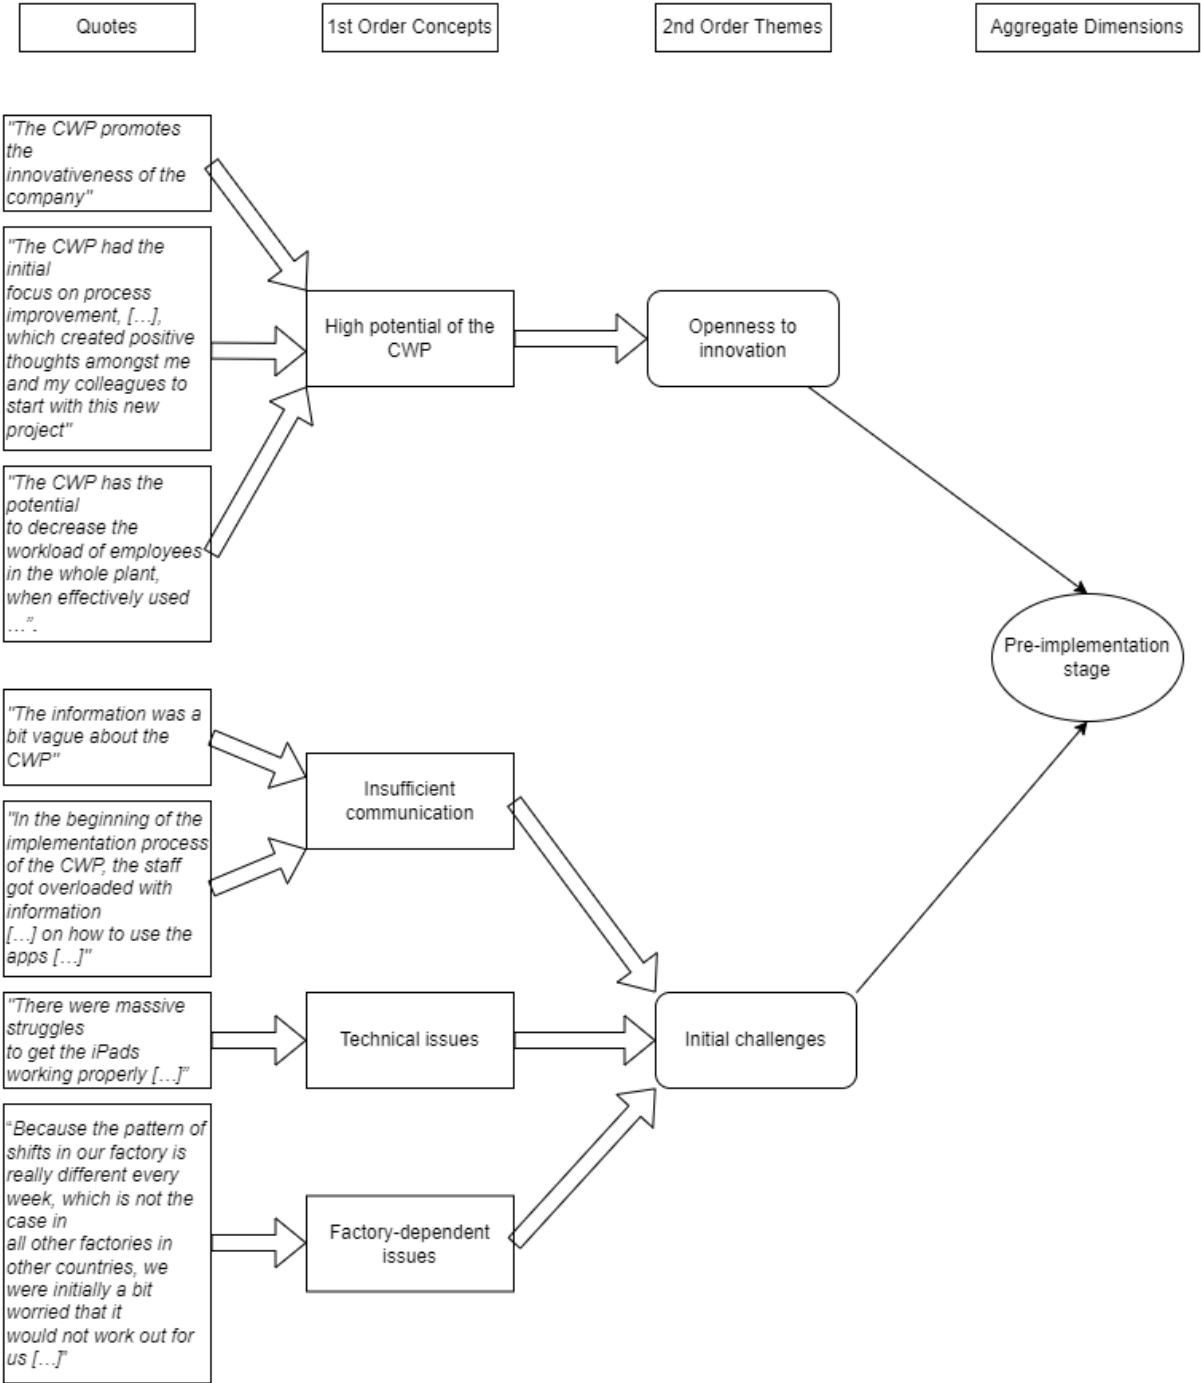 Quotes
1st Order Concepts
2nd Order Themes
Aggregate Dimensions
"The CWP promotes
the
innovativeness of the
company"
"The CWP had the
initial
focus on process
improvement, [...],
which created positive
thoughts amongst me
and my colleagues to
start with this new
project"
"The CWP has the
potential
to decrease the
workload of employees
in the whole plant,
when effectively used
...”.
High potential of the
CWP
Openness to
innovation
Pre-implementation
stage
"The information was a
bit vague about the
CWP"
"In the beginning of the
implementation process
of the CWP, the staff
got overloaded with
information
[...] on how to use the
apps [...]"
Insufficient
communication
"There were massive
struggles
to get the iPads
working properly [...]”
Technical issues
Initial challenges
“Because the pattern of
shifts in our factory is
really different every
week, which is not the
case in
all other factories in
other countries, we
were initially a bit
worried that it
would not work out for
us [...]”
Factory-dependent
issues